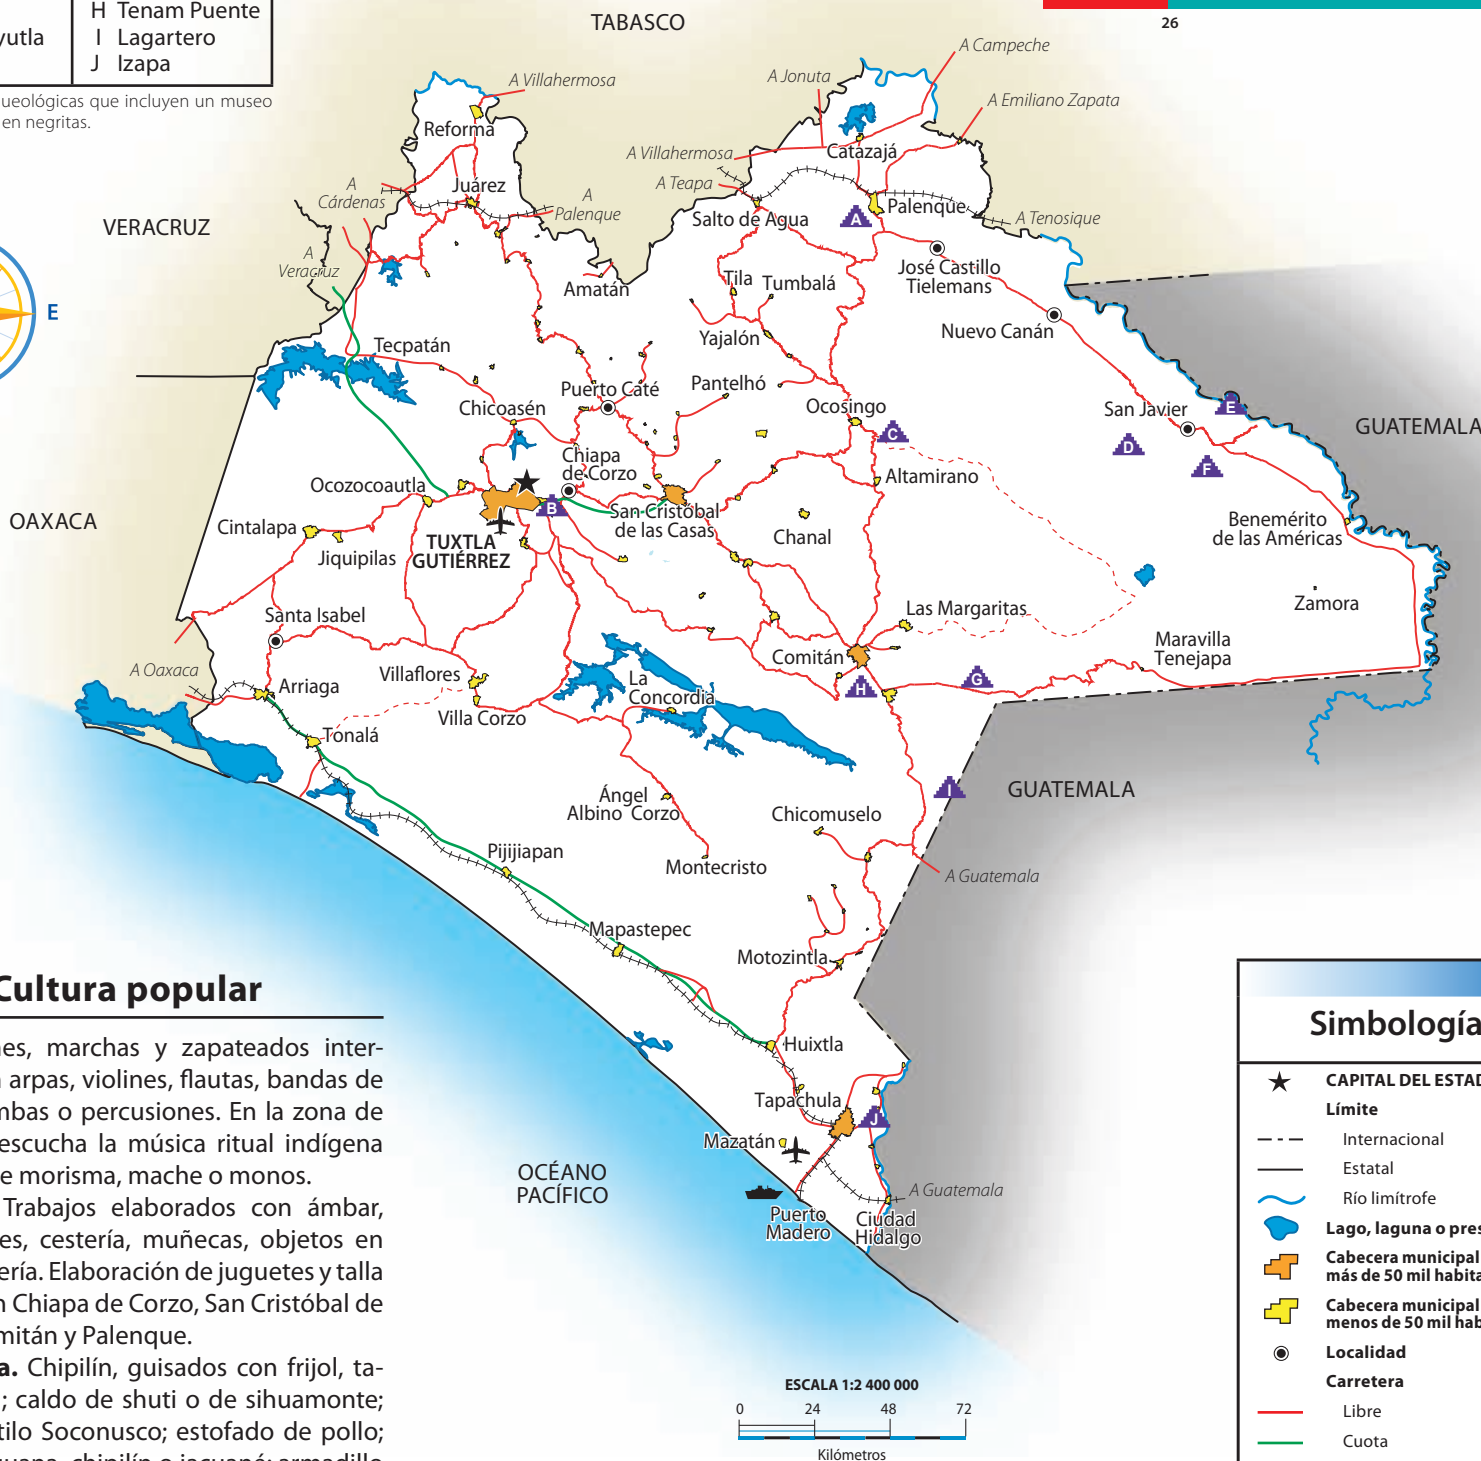 H Tenam Puente
yutla
I Lagartero
J Izapa
ueológicas que incluyen un museo
en negritas.
26
TABASCO
VERACRUZ
OAXACA
GUATEMALA
GUATEMALA
OCÉANO
PACÍFICO
E
A Villahermosa
A Jonuta
A Campeche
A Emiliano Zapata
A Villahermosa
A Teapa
A
Cárdenas
A
Palenque
A
Veracruz
A Tenosique
A Oaxaca
A Guatemala
A Guatemala
Reforma
Juárez
Catazajá
Salto de Agua
Palenque
A
José Castillo
Tielemans
Amatán
Tila
Tumbalá
Nuevo Canán
Yajalón
Tecpatán
Puerto Caté
Pantelhó
Chicoasén
Ocosingo
C
San Javier
E
D
F
Chiapa
de Corzo
Altamirano
Ocozocoautla
B
San Cristóbal
de las Casas
Cintalapa
Jiquipilas
TUXTLA
GUTIÉRREZ
Chanal
Benemérito
de las Américas
Zamora
Santa Isabel
Las Margaritas
Comitán
Maravilla
Tenejapa
Arriaga
Villaflores
La
Concordia
H
G
Villa Corzo
Tonalá
I
Ángel
Albino Corzo
Chicomuselo
Pijijiapan
Montecristo
Mapastepec
Motozintla
Huixtla
Tapachula
J
Mazatán
Puerto
Madero
Ciudad
Hidalgo
Cultura popular
nes, marchas y zapateados inter-
n arpas, violines, flautas, bandas de
mbas o percusiones. En la zona de
escucha la música ritual indígena
e morisma, mache o monos.
Trabajos elaborados con ámbar,
es, cestería, muñecas, objetos en
ería. Elaboración de juguetes y talla
n Chiapa de Corzo, San Cristóbal de
mitán y Palenque.
a. Chipilín, guisados con frijol, ta-
; caldo de shuti o de sihuamonte;
tilo Soconusco; estofado de pollo;
guana, chipilín o jacuané; armadillo
ESCALA 1:2 400 000
0 24 48 72
Kilómetros
Simbología
CAPITAL DEL ESTAD
Límite
Internacional
Estatal
Río limítrofe
Lago, laguna o pres
Cabecera municipal
más de 50 mil habita
Cabecera municipal
menos de 50 mil hab
Localidad
Carretera
Libre
Cuota